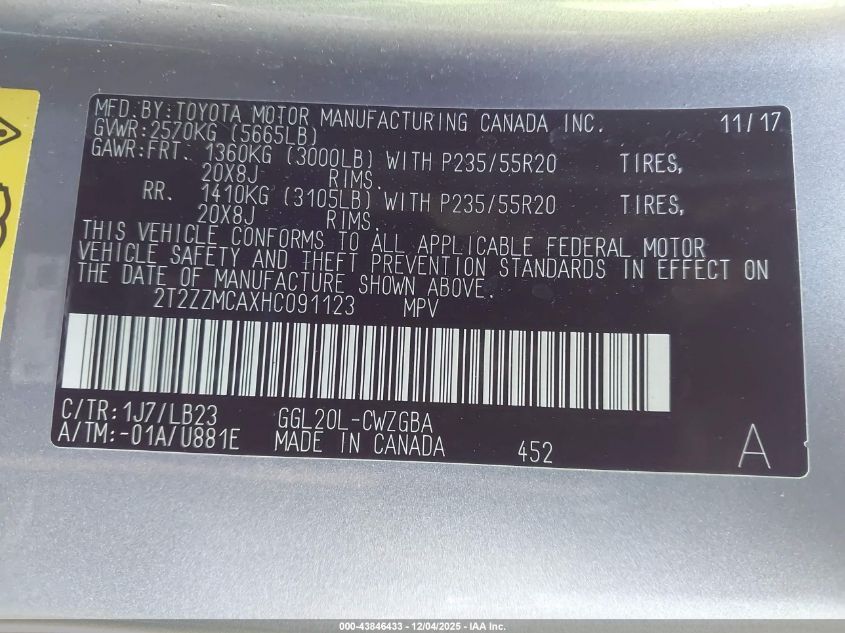 MFD.BY:TOYOTA MOTOR MANUFACTURING CANADA INC. 11/17
GVWR:2570KG (5665LB)
GAWR:FRT. 1360KG (3000LB) WITH P235/55R20 TIRES,
20X8J RIMS.
RR. 1410KG (3105LB) WITH P235/55R20 TIRES,
20X8J RIMS.
THIS VEHICLE CONFORMS TO ALL APPLICABLE FEDERAL MOTOR
VEHICLE SAFETY AND THEFT PREVENTION STANDARDS IN EFFECT ON
THE DATE OF MANUFACTURE SHOWN ABOVE.
2T2ZZMCAXHC091123 MPV
C/TR:1J7/LB23 GGL20L-CWZGBA
A/TM:-01A/U881E MADE IN CANADA 452 A
000-43846433 - 12/04/2025 - IAA Inc.